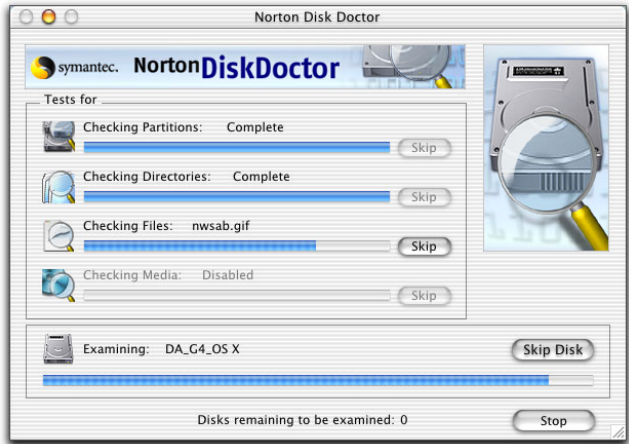 Norton Disk Doctor
symantec. NortonDiskDoctor
Tests for
Checking Partitions: Complete
Skip
Checking Directories: Complete
Skip
Checking Files: nwsab.gif
Skip
Checking Media: Disabled
Skip
Examining: DA_G4_OS X
Skip Disk
Disks remaining to be examined: 0
Stop